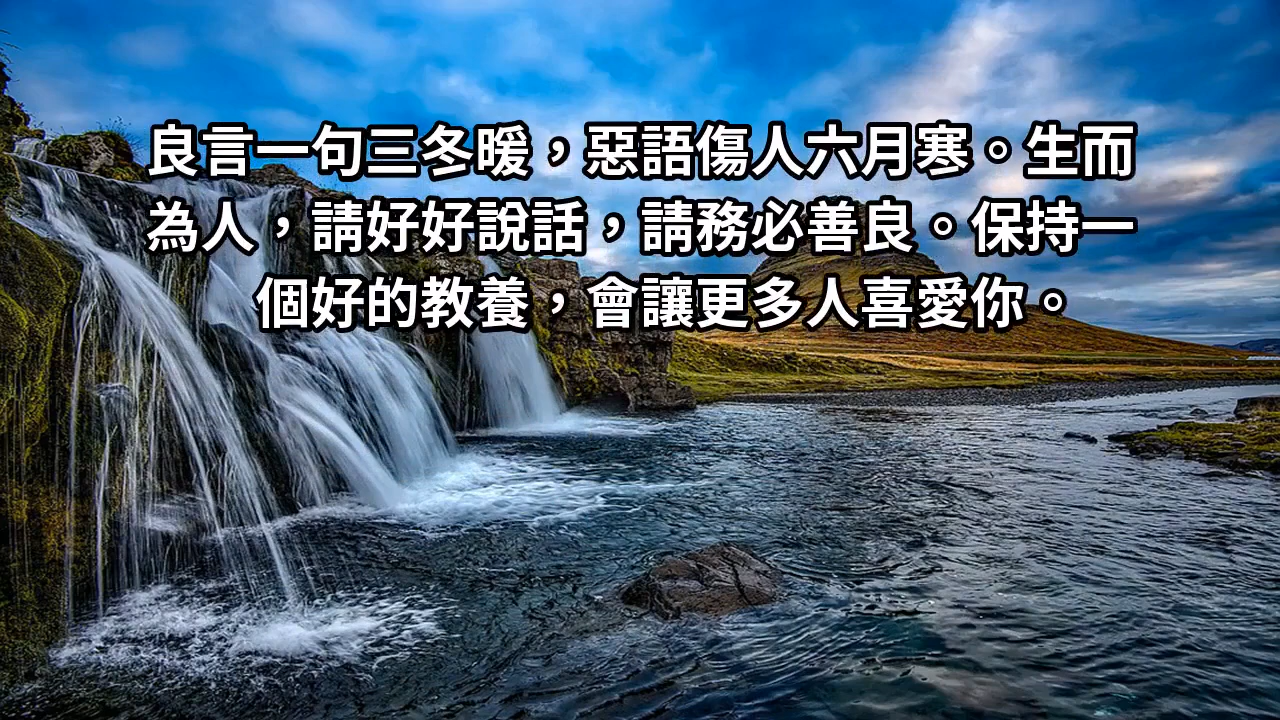 良言一句三冬暖，惡語傷人六月寒。生而
為人，請好好說話，請務必善良。保持一
個好的教養，會讓更多人喜愛你。